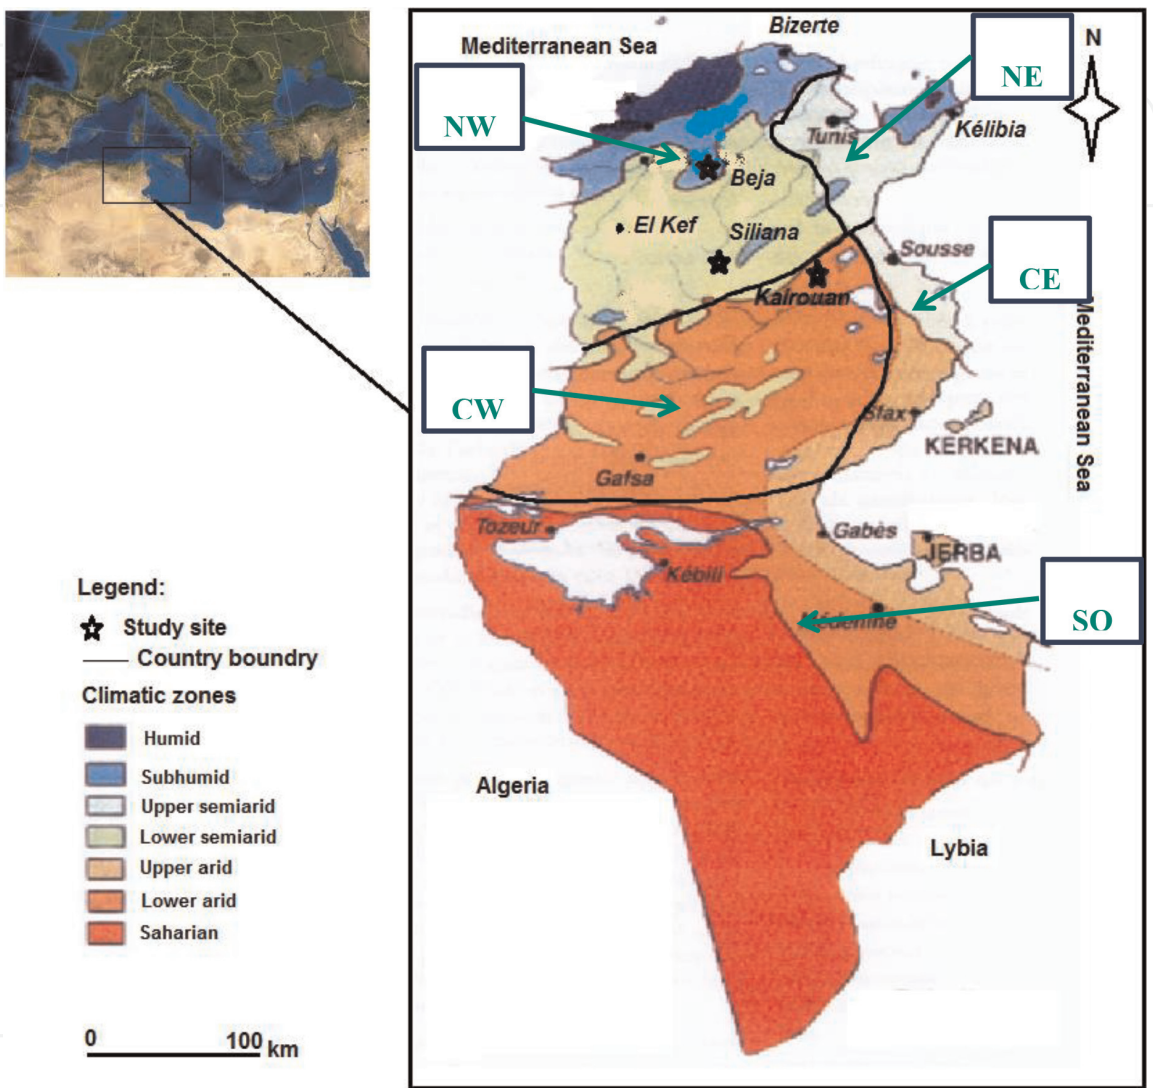 Bizerte
Mediterranean Sea
N
NE
NW
Tunis
Kélibia
Beja
El Kef
Siliana
Sousse
CE
Kairouan
Mediterranean Sea
CW
Sfax
KERKENA
Gafsa
Tozeur
Gabès
JERBA
Kébili
Médenine
SO
Legend:
Study site
Country boundry
Climatic zones
Humid
Subhumid
Upper semiarid
Lower semiarid
Upper arid
Lower arid
Saharian
Algeria
Lybia
0 100 km